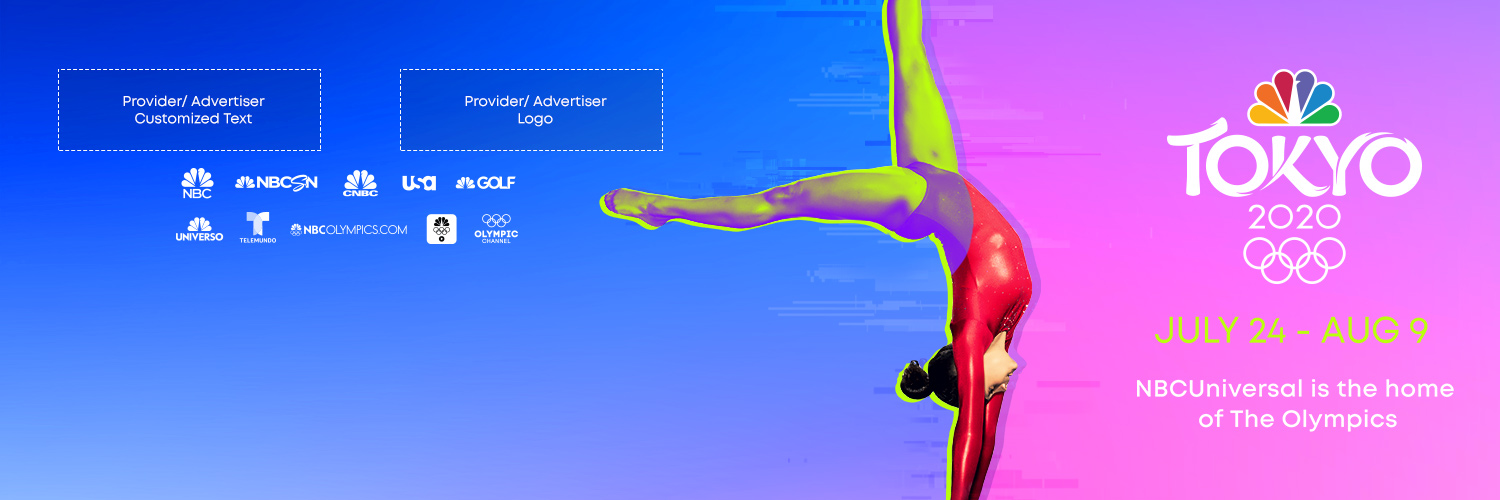 Provider/ Advertiser
Customized Text
Provider/ Advertiser
Logo
NBC
NBCSN
CNBC
USA
GOLF
UNIVERSO
TELEMUNDO
NBCOLYMPICS.COM
OLYMPIC
CHANNEL
TOKYO
2020
JULY 24 - AUG 9
NBCUniversal is the home
of The Olympics